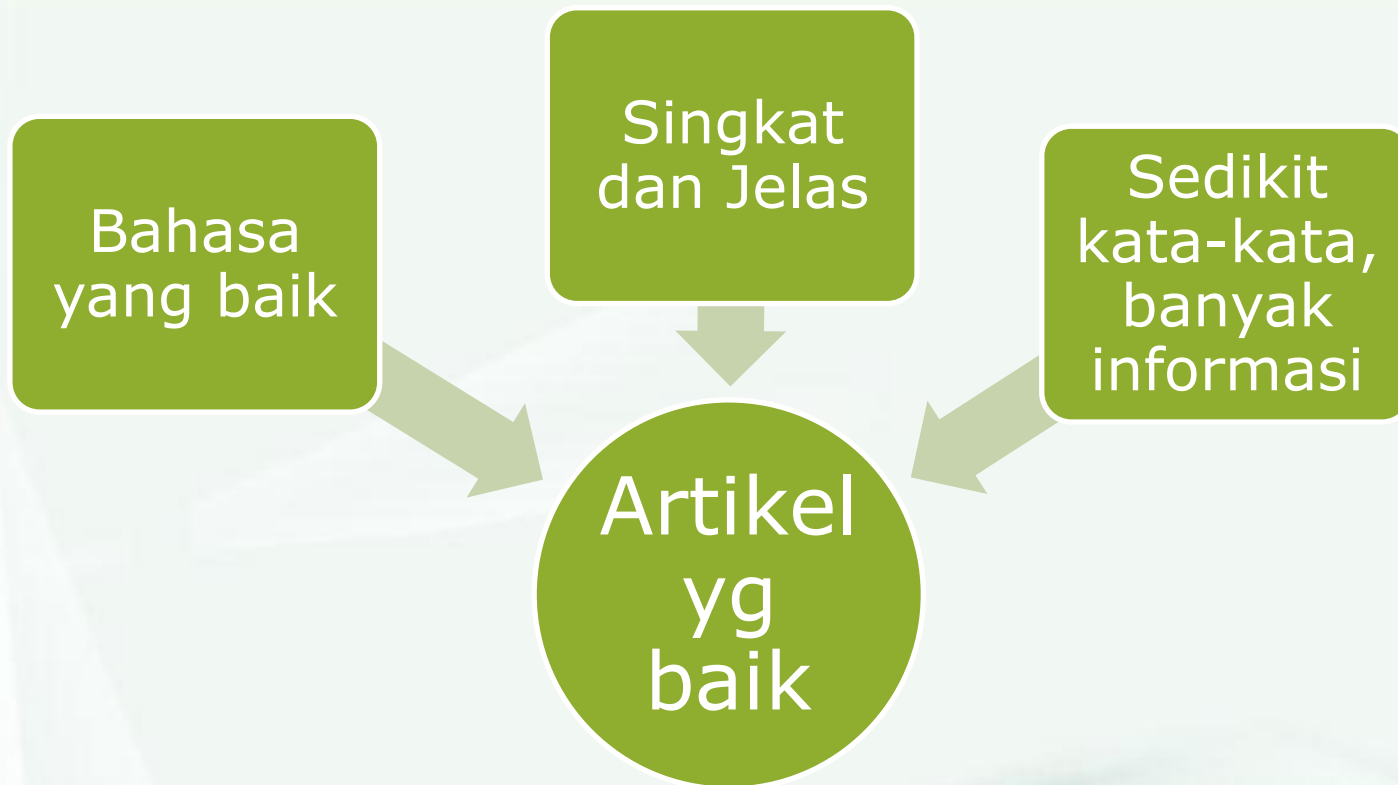 Bahasa
yang baik
Singkat
dan Jelas
Sedikit
kata-kata,
banyak
informasi
Artikel
yg
baik